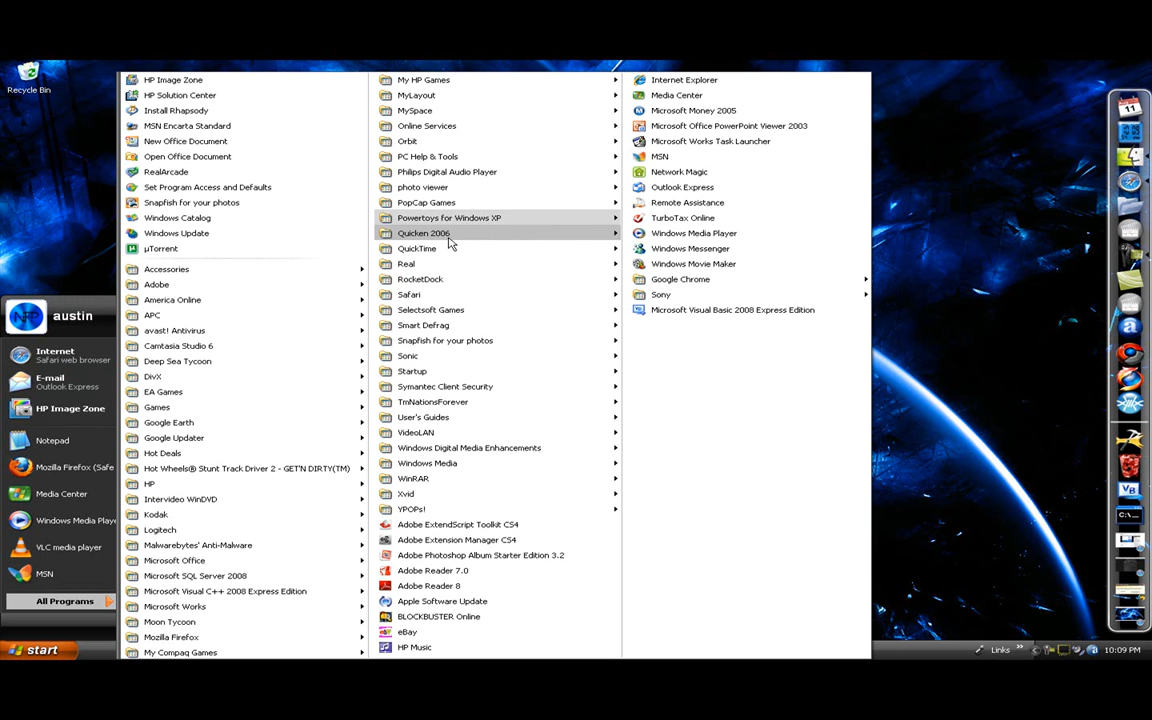 Recycle Bin
HP Image Zone
HP Solution Center
Install Rhapsody
MSN Encarta Standard
New Office Document
Open Office Document
RealArcade
Set Program Access and Defaults
Snapfish for your photos
Windows Catalog
Windows Update
µTorrent
Accessories
Adobe
America Online
APC
avast! Antivirus
Camtasia Studio 6
Deep Sea Tycoon
DivX
EA Games
Games
Google Earth
Google Updater
Hot Deals
Hot Wheels® Stunt Track Driver 2 - GET'N DIRTY(TM)
HP
Intervideo WinDVD
Kodak
Logitech
Malwarebytes' Anti-Malware
Microsoft Office
Microsoft SQL Server 2008
Microsoft Visual C++ 2008 Express Edition
Microsoft Works
Moon Tycoon
Mozilla Firefox
My Compaq Games
My HP Games
MyLayout
MySpace
Online Services
Orbit
PC Help & Tools
Philips Digital Audio Player
photo viewer
PopCap Games
Powertoys for Windows XP
Quicken 2006
QuickTime
Real
RocketDock
Safari
Selectsoft Games
Smart Defrag
Snapfish for your photos
Sonic
Startup
Symantec Client Security
TmNationsForever
User's Guides
VideoLAN
Windows Digital Media Enhancements
Windows Media
WinRAR
Xvid
YPOPs!
Adobe ExtendScript Toolkit CS4
Adobe Extension Manager CS4
Adobe Photoshop Album Starter Edition 3.2
Adobe Reader 7.0
Adobe Reader 8
Apple Software Update
BLOCKBUSTER Online
eBay
HP Music
Internet Explorer
Media Center
Microsoft Money 2005
Microsoft Office PowerPoint Viewer 2003
Microsoft Works Task Launcher
MSN
Network Magic
Outlook Express
Remote Assistance
TurboTax Online
Windows Media Player
Windows Messenger
Windows Movie Maker
Google Chrome
Sony
Microsoft Visual Basic 2008 Express Edition
austin
Internet
Safari web browser
E-mail
Outlook Express
HP Image Zone
Notepad
Mozilla Firefox (Safe
Media Center
Windows Media Playe
VLC media player
MSN
All Programs
start
11
VB
C:\
Links
10:09 PM